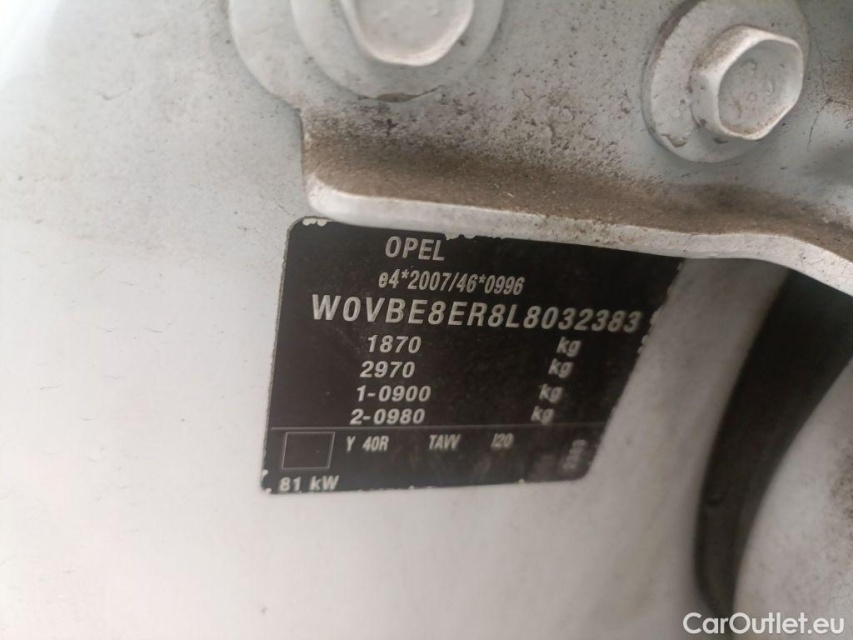 OPEL
e4*2007/46*0996
W0VBE8ER8L8032383
1870 kg
2970 kg
1-0900 kg
2-0980 kg
Y 40R TAVV I20
81 kW
CarOutlet.eu